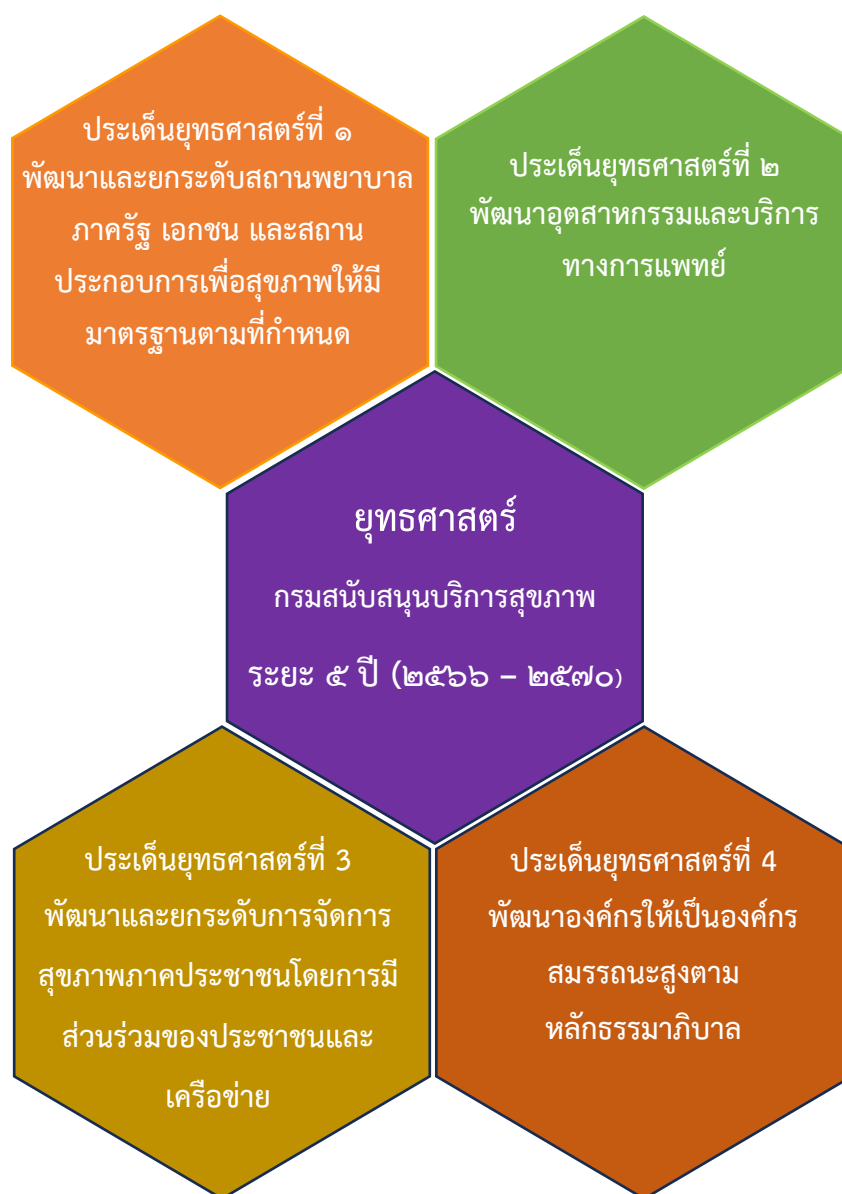 ประเด็นยุทธศาสตร์ที่ ๑
พัฒนาและยกระดับสถานพยาบาล
ภาครัฐ เอกชน และสถาน
ประกอบการเพื่อสุขภาพให้มี
มาตรฐานตามที่กำหนด
ประเด็นยุทธศาสตร์ที่ ๒
พัฒนาอุตสาหกรรมและบริการ
ทางการแพทย์
ยุทธศาสตร์
กรมสนับสนุนบริการสุขภาพ
ระยะ ๕ ปี (๒๕๖๖ – ๒๕๗๐)
ประเด็นยุทธศาสตร์ที่ 3
พัฒนาและยกระดับการจัดการ
สุขภาพภาคประชาชนโดยการมี
ส่วนร่วมของประชาชนและ
เครือข่าย
ประเด็นยุทธศาสตร์ที่ 4
พัฒนาองค์กรให้เป็นองค์กร
สมรรถนะสูงตาม
หลักธรรมาภิบาล